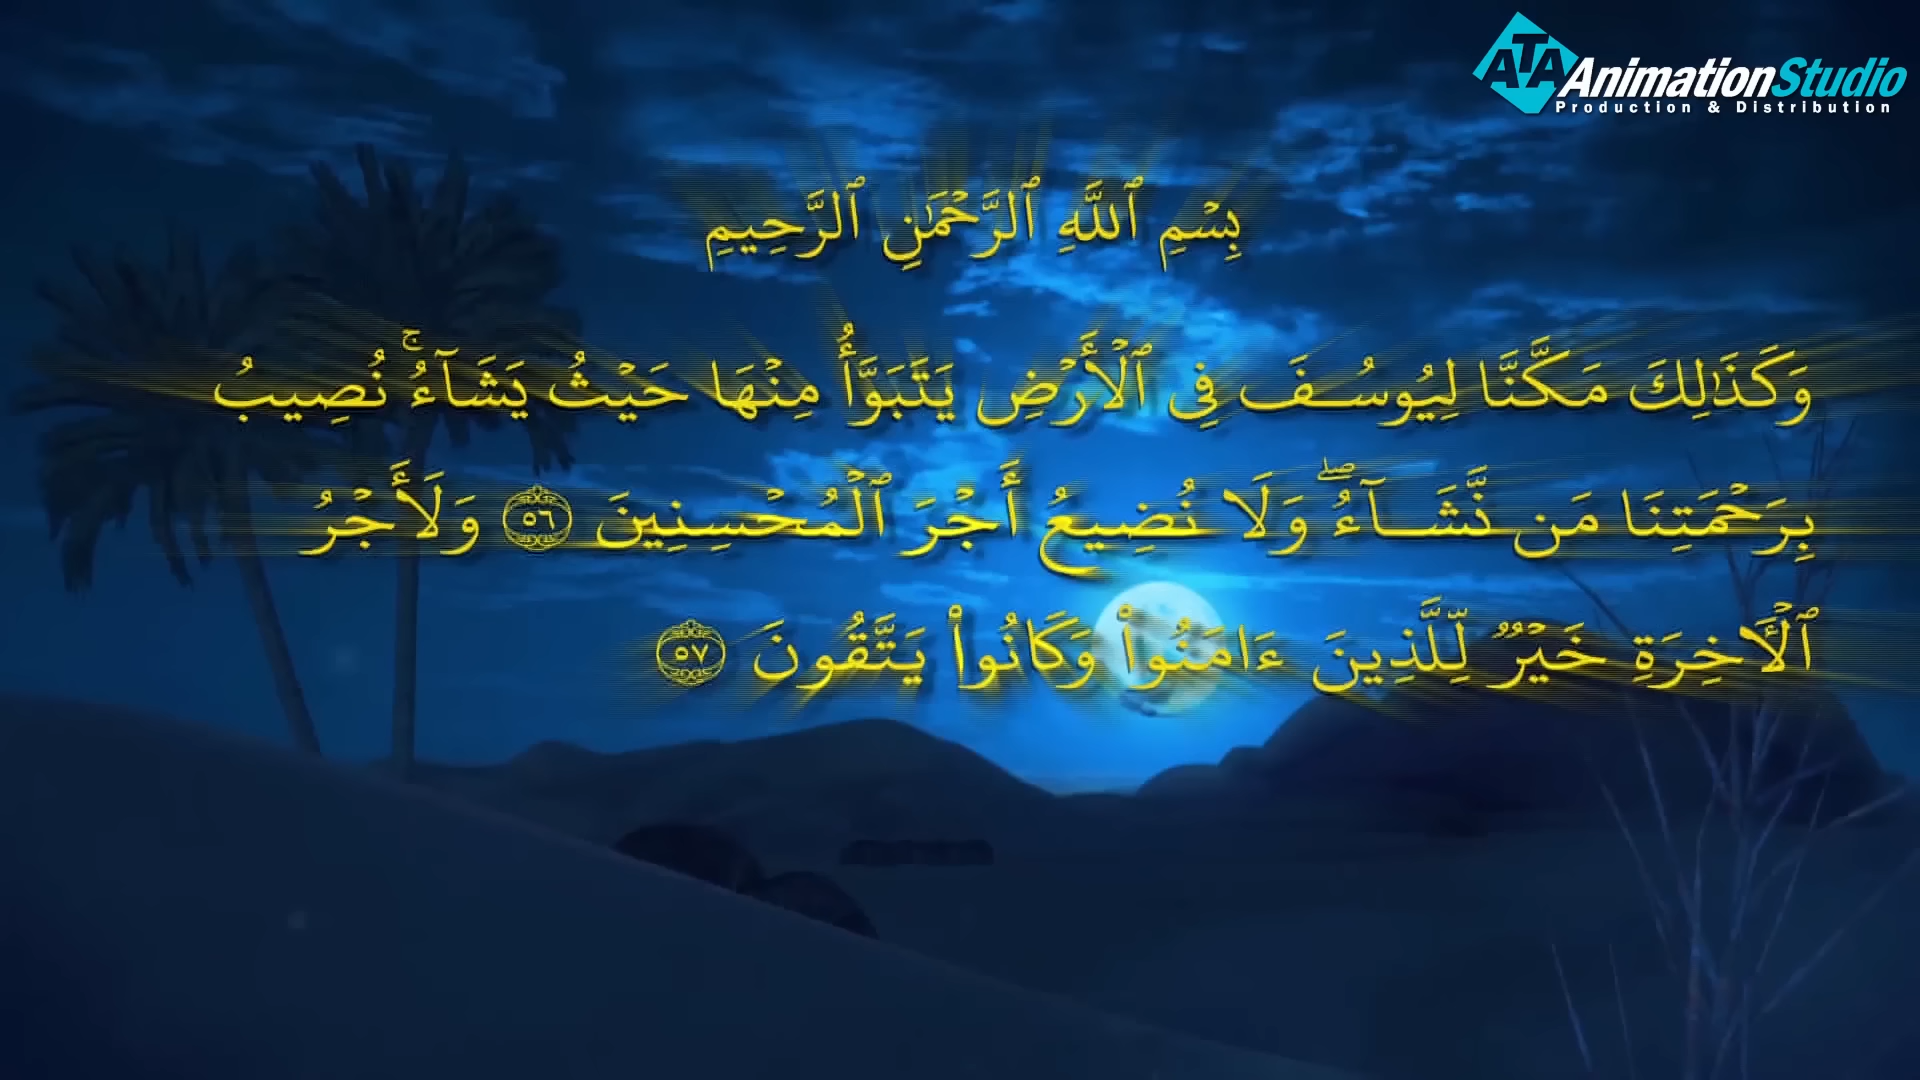 ATA AnimationStudio
Production & Distribution
بِسْمِ ٱللَّهِ ٱلرَّحْمَٰنِ ٱلرَّحِيمِ
وَكَذَٰلِكَ مَكَّنَّا لِيُوسُفَ فِي ٱلْأَرْضِ يَتَبَوَّأُ مِنْهَا حَيْثُ يَشَآءُ ۚ نُصِيبُ
بِرَحْمَتِنَا مَن نَّشَآءُ ۖ وَلَا نُضِيعُ أَجْرَ ٱلْمُحْسِنِينَ ٥٦ وَلَأَجْرُ
ٱلْـَٔاخِرَةِ خَيْرٌ لِّلَّذِينَ ءَامَنُوا۟ وَكَانُوا۟ يَتَّقُونَ ٥٧